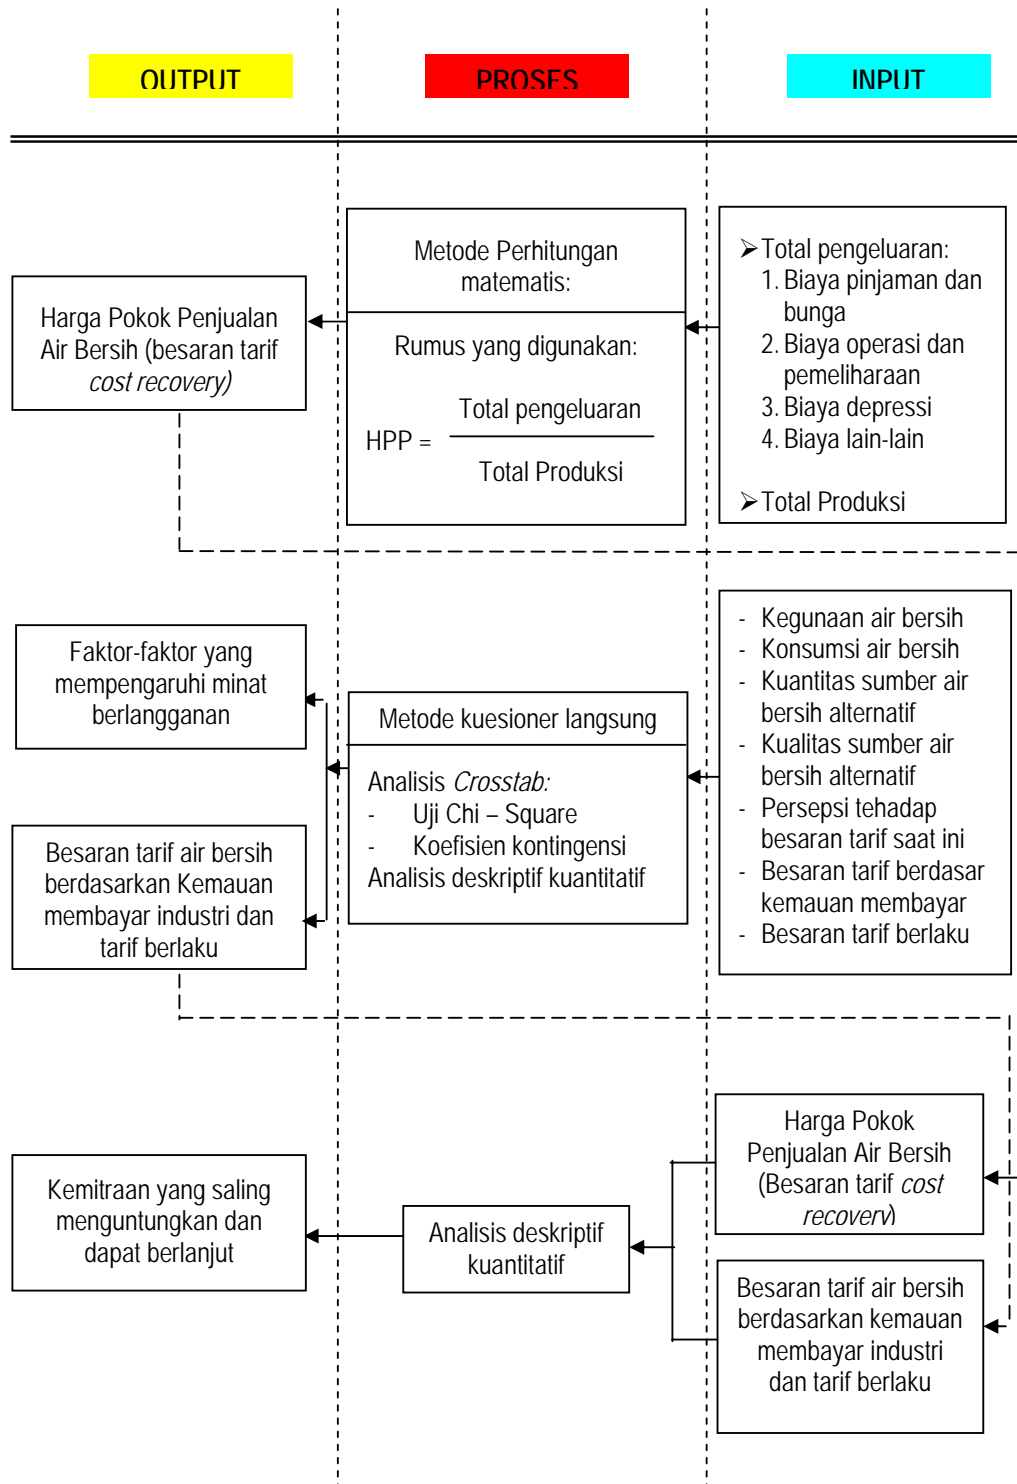 OUTPUT
PROSES
INPUT
Harga Pokok Penjualan
Air Bersih (besaran tarif
cost recovery)
Metode Perhitungan
matematis:
Rumus yang digunakan:
Total pengeluaran
HPP =
Total Produksi
➢ Total pengeluaran:
1. Biaya pinjaman dan
bunga
2. Biaya operasi dan
pemeliharaan
3. Biaya depressi
4. Biaya lain-lain
➢ Total Produksi
Faktor-faktor yang
mempengaruhi minat
berlangganan
Besaran tarif air bersih
berdasarkan Kemauan
membayar industri dan
tarif berlaku
Metode kuesioner langsung
Analisis Crosstab:
- Uji Chi – Square
- Koefisien kontingensi
Analisis deskriptif kuantitatif
- Kegunaan air bersih
- Konsumsi air bersih
- Kuantitas sumber air
bersih alternatif
- Kualitas sumber air
bersih alternatif
- Persepsi tehadap
besaran tarif saat ini
- Besaran tarif berdasar
kemauan membayar
- Besaran tarif berlaku
Kemitraan yang saling
menguntungkan dan
dapat berlanjut
Analisis deskriptif
kuantitatif
Harga Pokok
Penjualan Air Bersih
(Besaran tarif cost
recovery)
Besaran tarif air bersih
berdasarkan kemauan
membayar industri
dan tarif berlaku